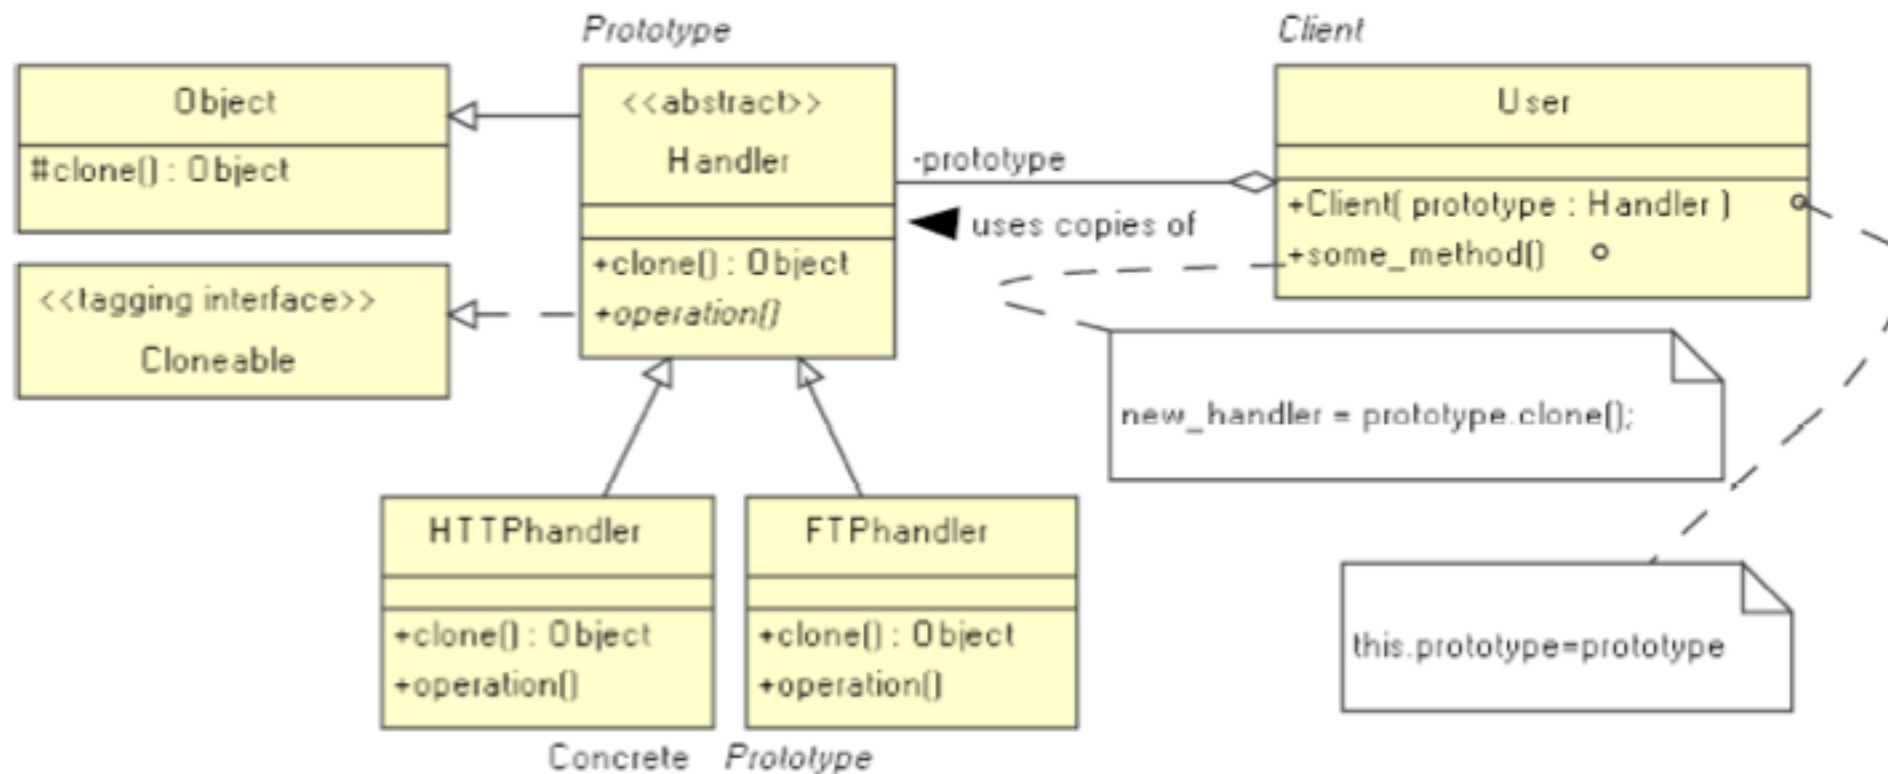 Prototype
Client
Object
#clone() : Object
<<abstract>>
Handler
+clone() : Object
+operation()
-prototype
uses copies of
User
+Client( prototype : Handler )
+some_method()
<<tagging interface>>
Cloneable
new_handler = prototype.clone();
HTTPhandler
+clone() : Object
+operation()
FTPhandler
+clone() : Object
+operation()
this.prototype=prototype
Concrete Prototype